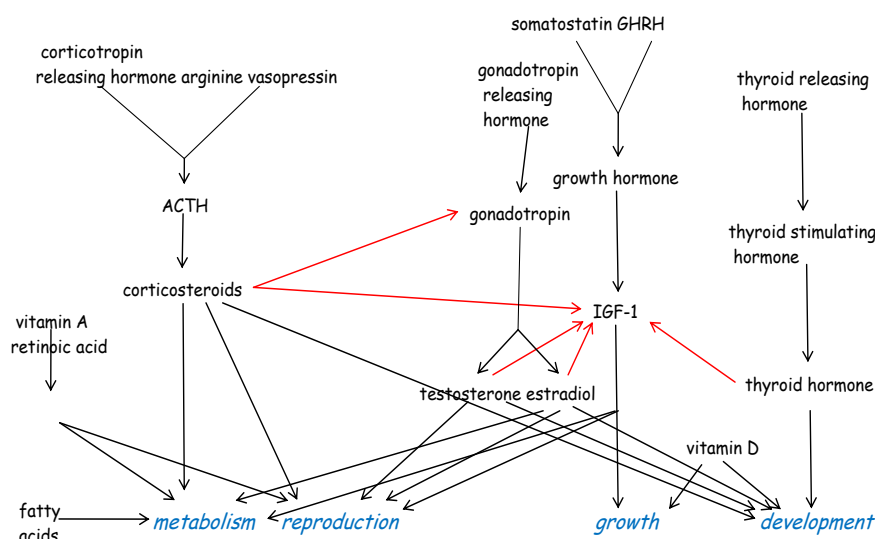 somatostatin GHRH
corticotropin
releasing hormone arginine vasopressin
gonadotropin
releasing
hormone
thyroid releasing
hormone
growth hormone
ACTH
gonadotropin
thyroid stimulating
hormone
corticosteroids
IGF-1
vitamin A
retinoic acid
thyroid hormone
testosterone estradiol
vitamin D
fatty
acids
metabolism
reproduction
growth
development